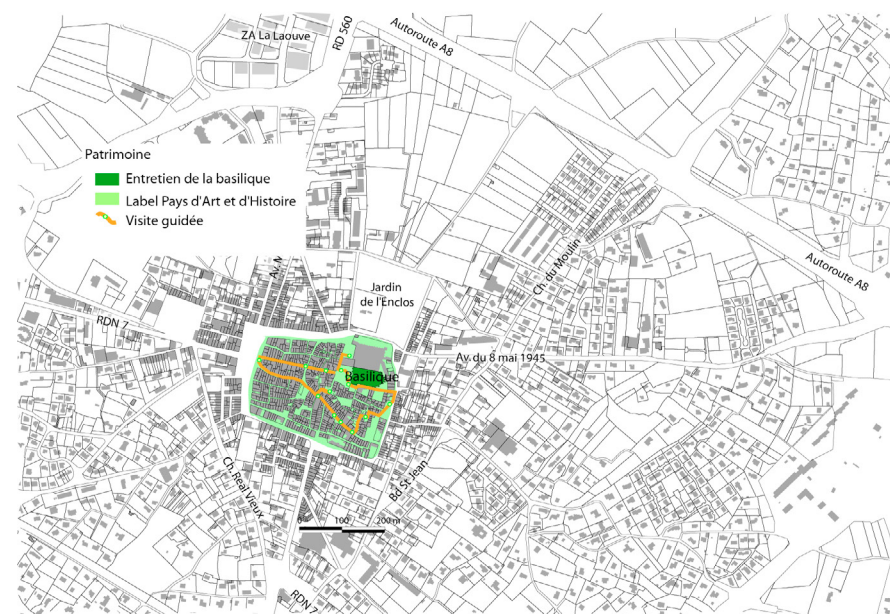 ZA La Laouve
RD 560
Autoroute A8
Patrimoine
Entretien de la basilique
Label Pays d'Art et d'Histoire
Visite guidée
Av. M
Ch. du Moulin
Autoroute A8
Jardin
de l'Enclos
RDN 7
Av. du 8 mai 1945
Basilique
Ch. Real Vieux
Bd St Jean
0 100 200 m
RDN 7